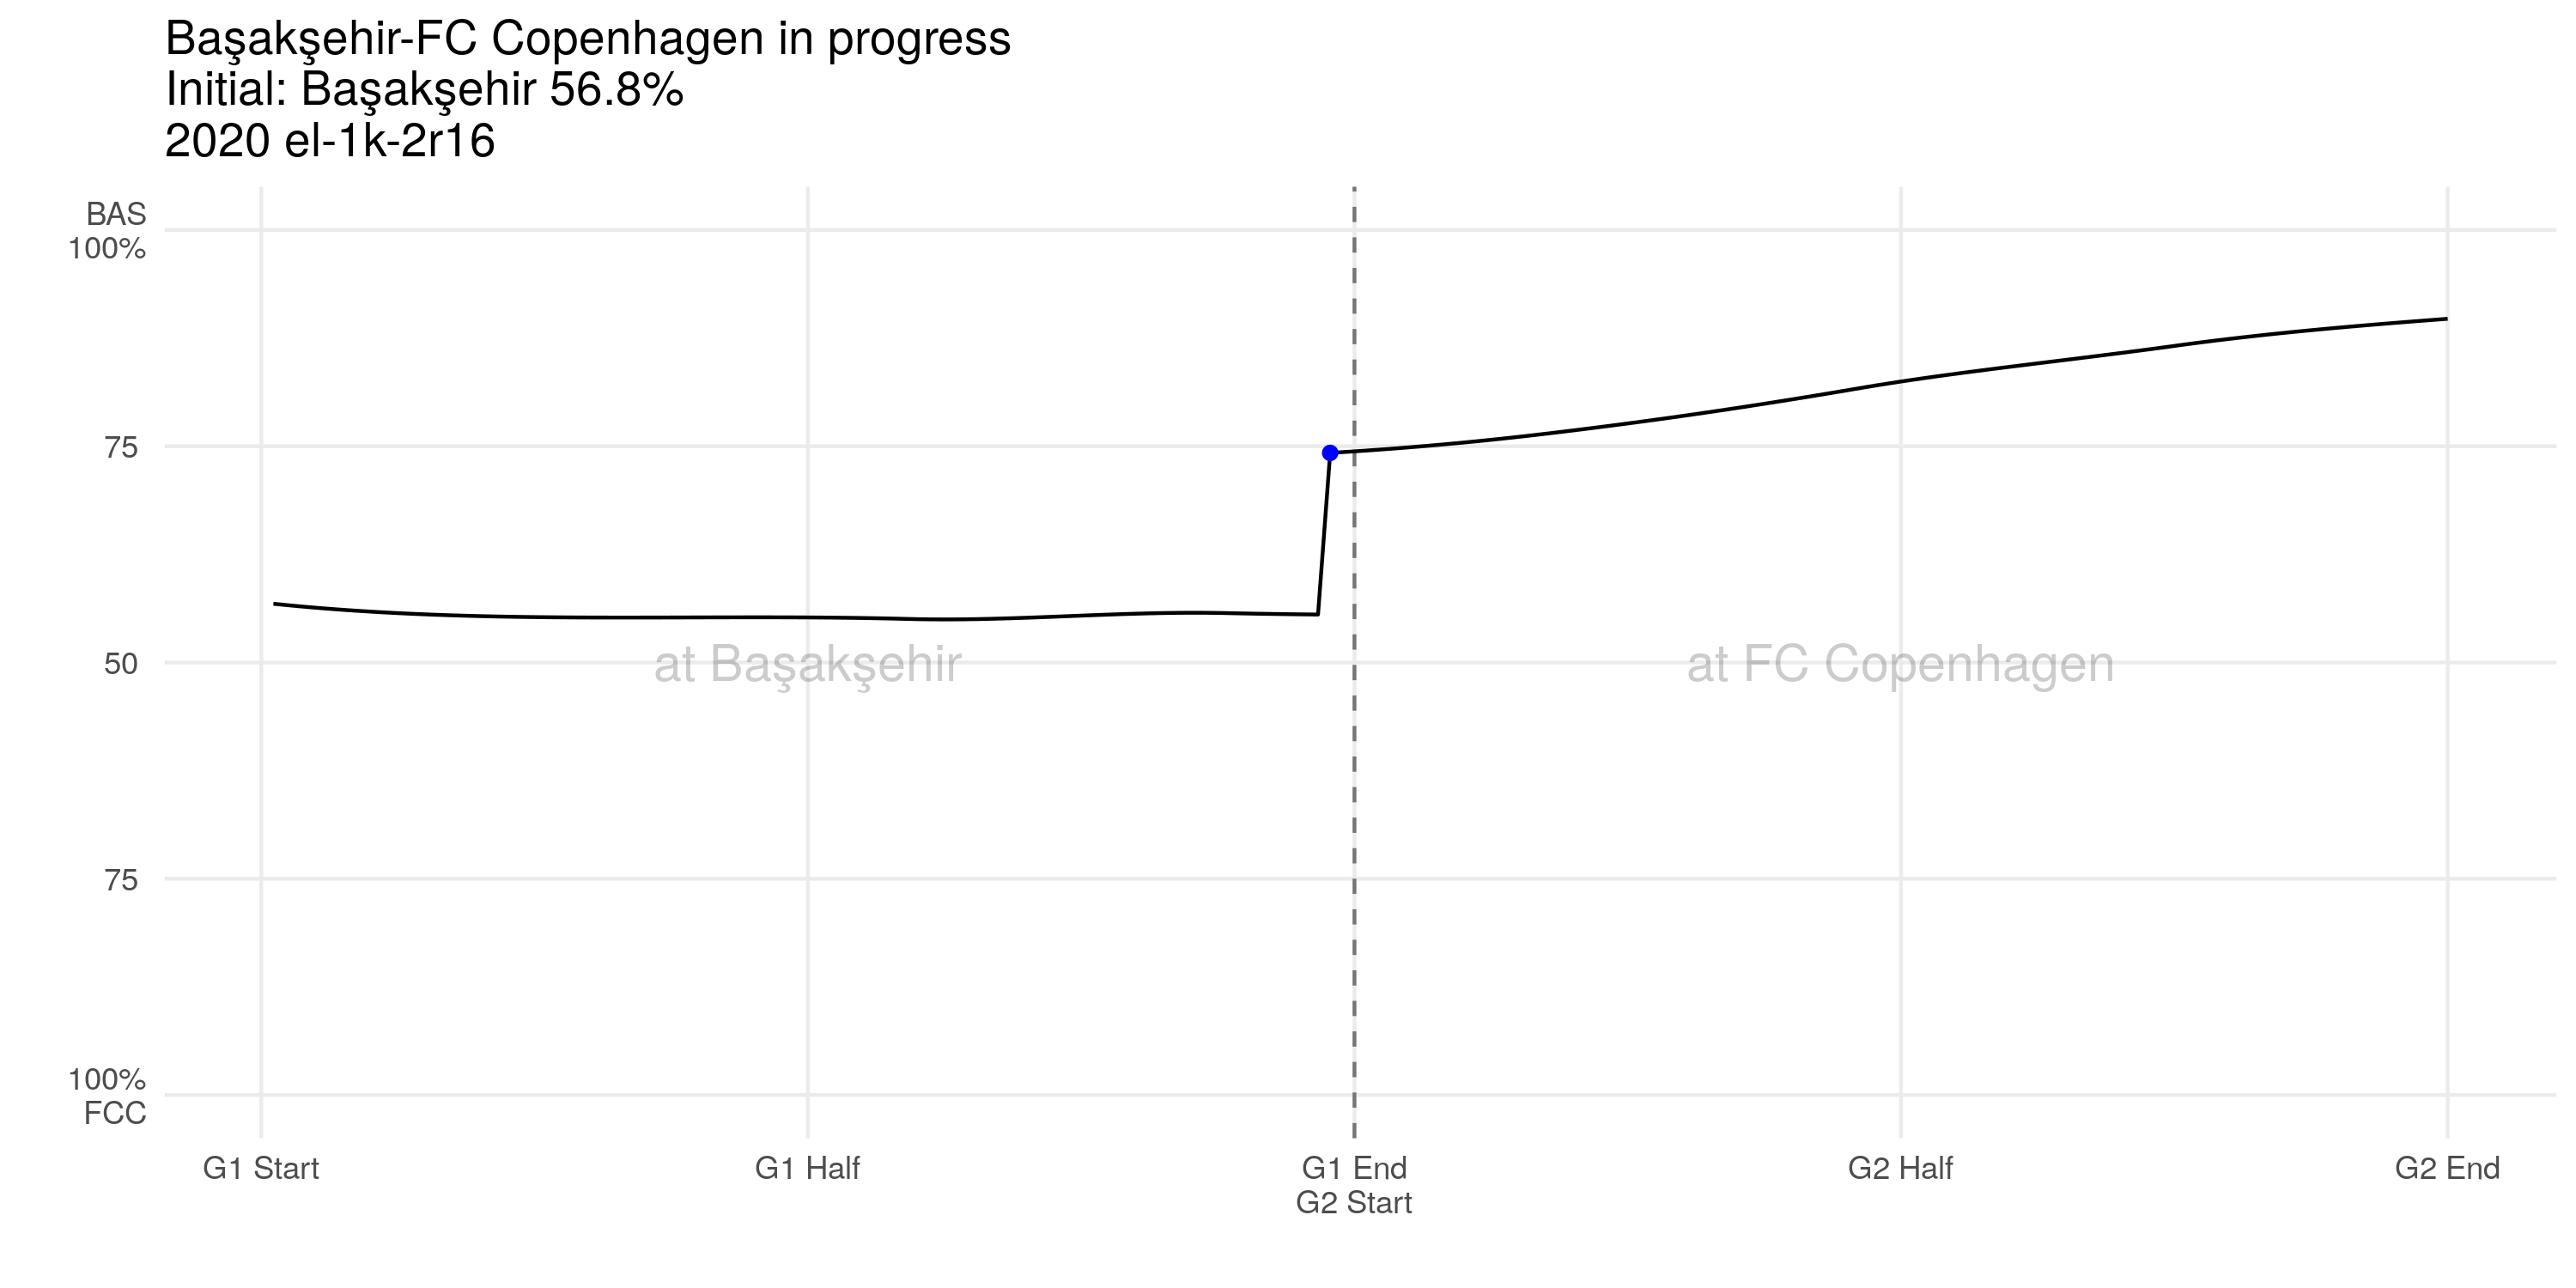 Başakşehir-FC Copenhagen in progress
Initial: Başakşehir 56.8%
2020 el-1k-2r16
BAS
100%
75
50
75
100%
FCC
at Başakşehir
at FC Copenhagen
G1 Start
G1 Half
G1 End
G2 Start
G2 Half
G2 End